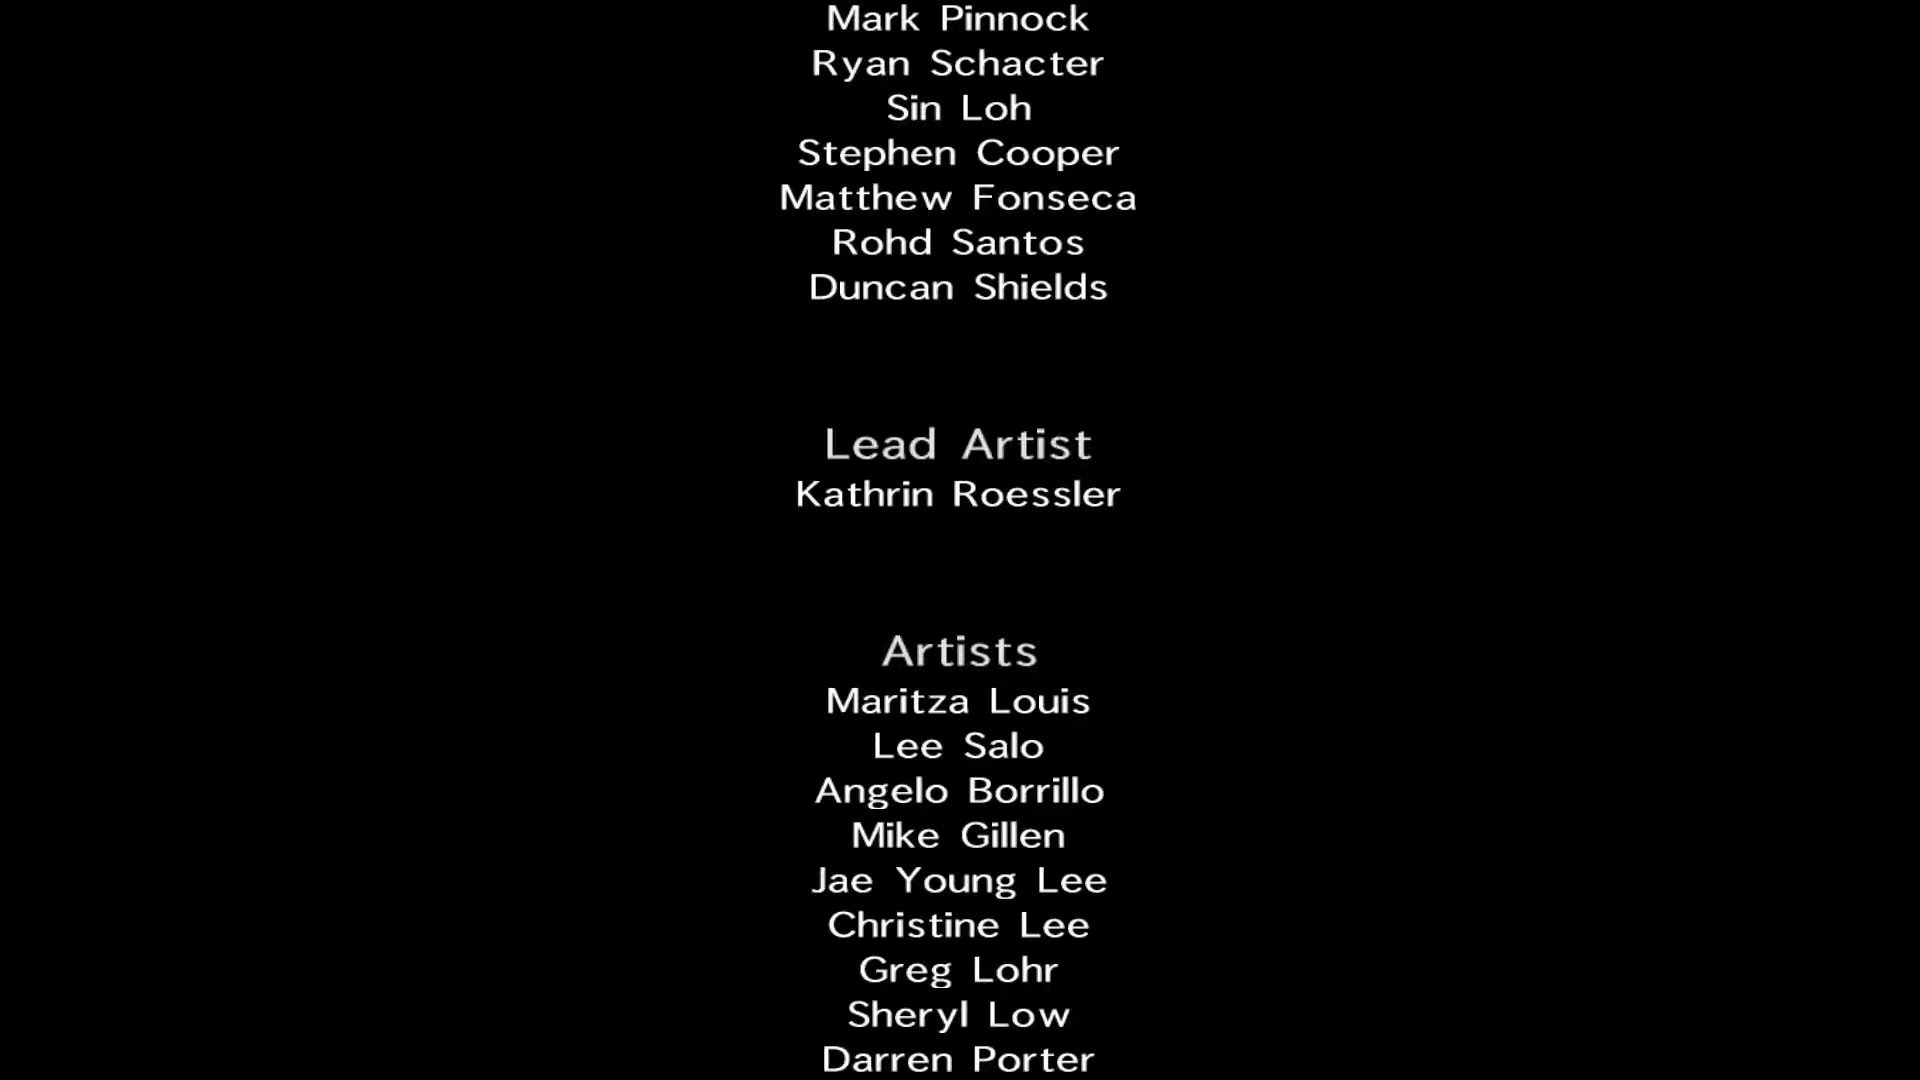 Mark Pinnock
Ryan Schacter
Sin Loh
Stephen Cooper
Matthew Fonseca
Rohd Santos
Duncan Shields
Lead Artist
Kathrin Roessler
Artists
Maritza Louis
Lee Salo
Angelo Borrillo
Mike Gillen
Jae Young Lee
Christine Lee
Greg Lohr
Sheryl Low
Darren Porter